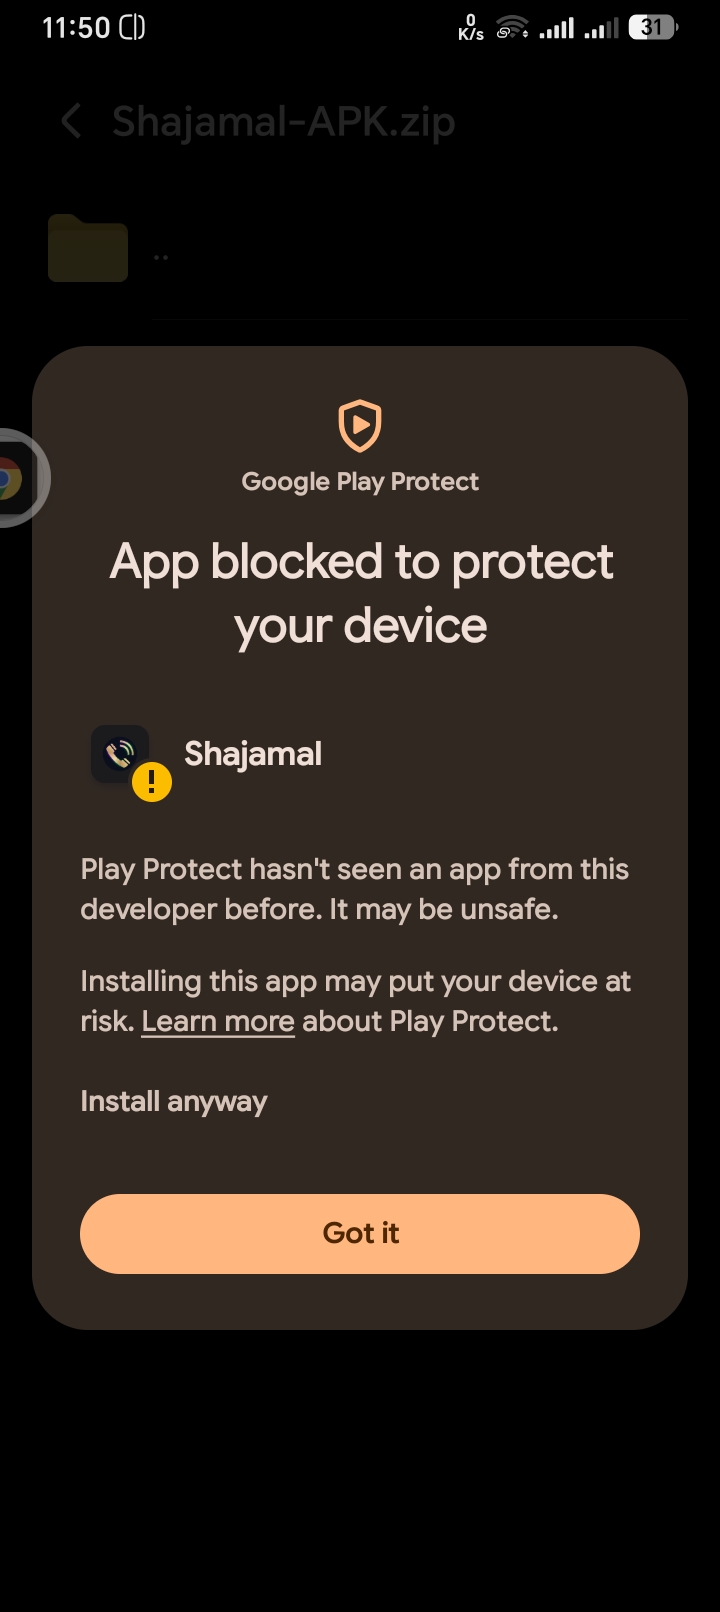 11:50
0
K/s
31
Shajamal-APK.zip
..
Google Play Protect
App blocked to protect
your device
Shajamal
Play Protect hasn't seen an app from this
developer before. It may be unsafe.
Installing this app may put your device at
risk. Learn more about Play Protect.
Install anyway
Got it